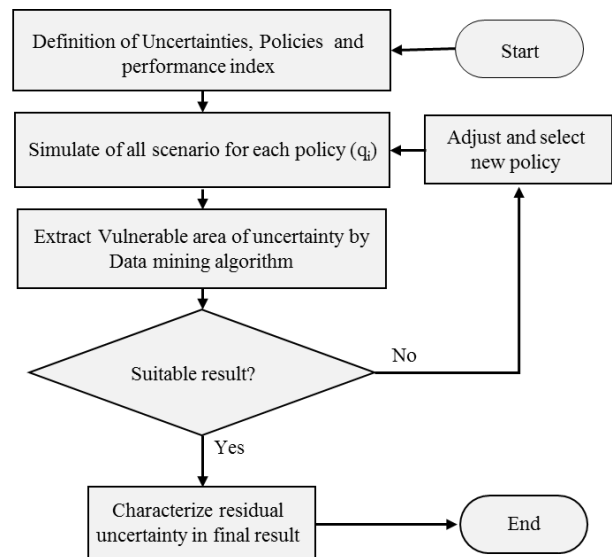 Definition of Uncertainties, Policies and
performance index
Start
Simulate of all scenario for each policy (qi)
Adjust and select
new policy
Extract Vulnerable area of uncertainty by
Data mining algorithm
Suitable result?
No
Yes
Characterize residual
uncertainty in final result
End